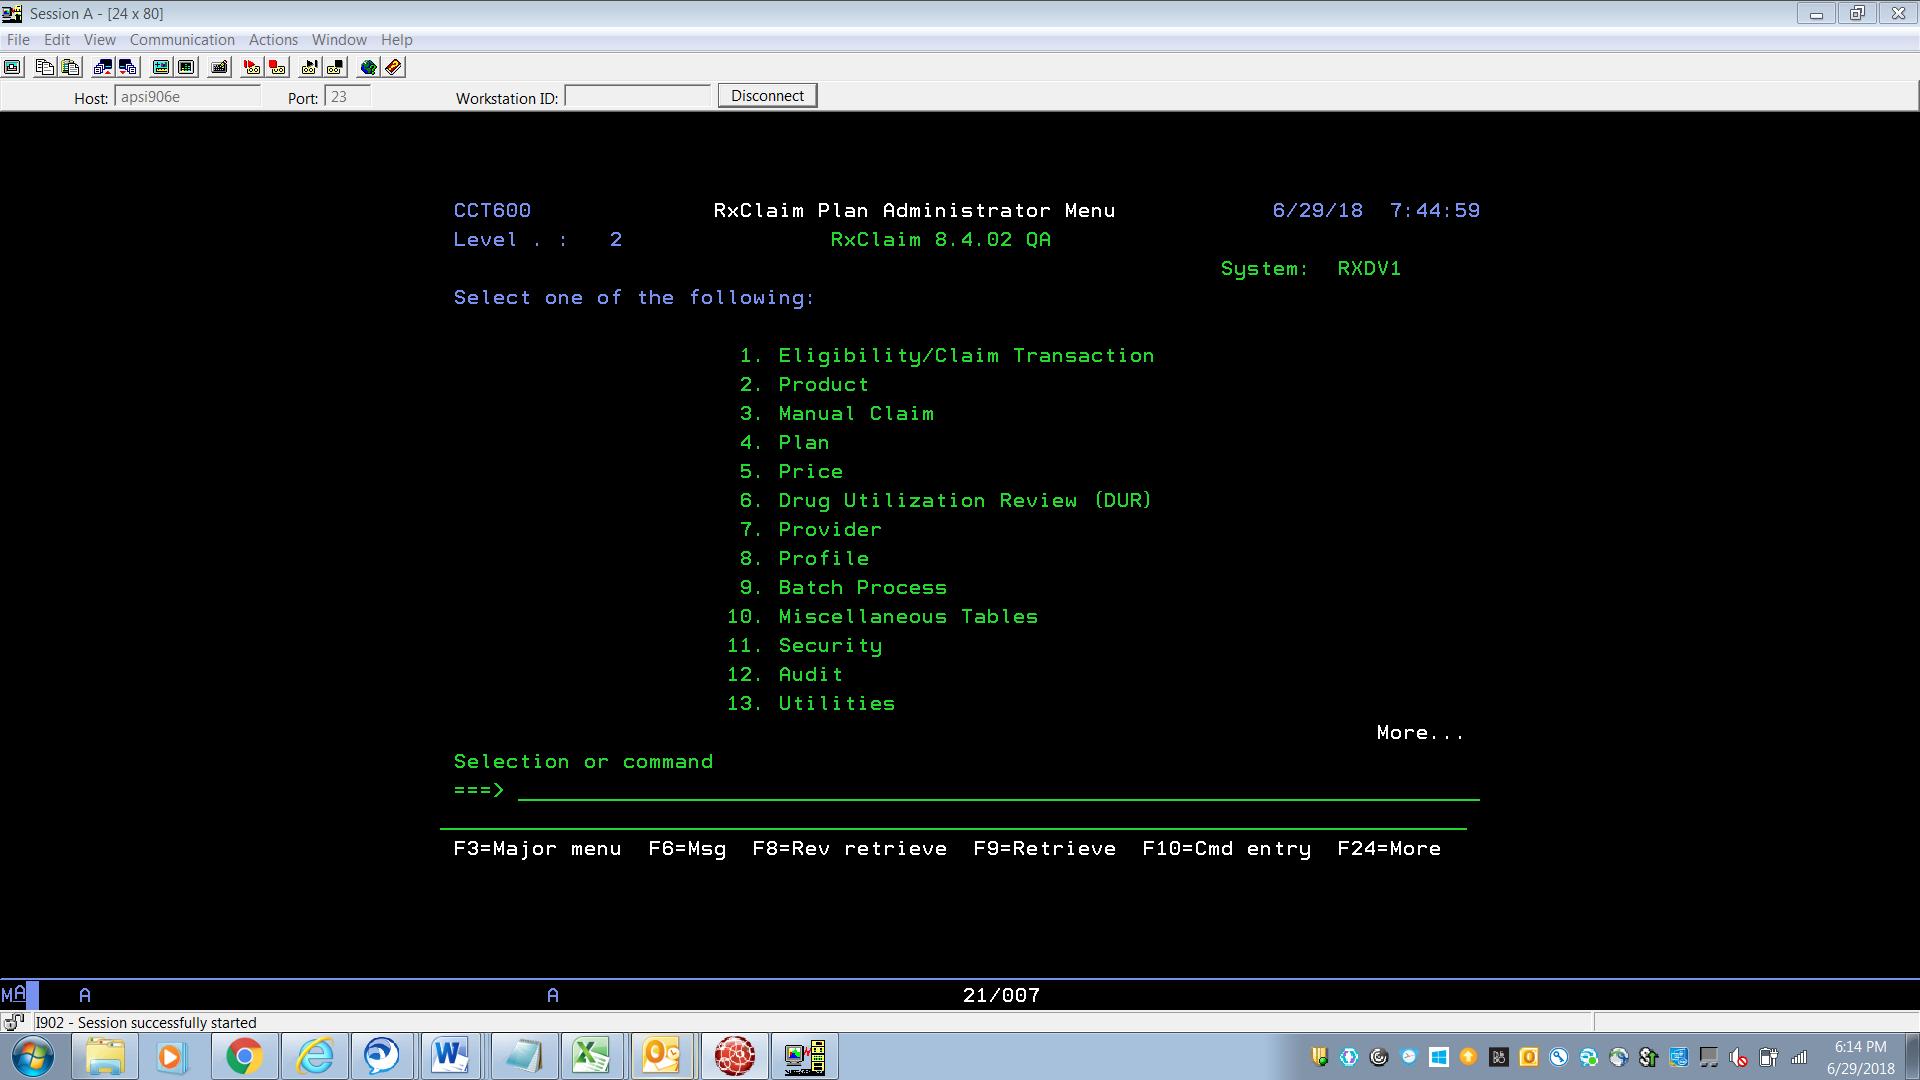 Session A - [24 x 80]
File Edit View Communication Actions Window Help
Host: apsi906e Port: 23 Workstation ID: Disconnect
CCT600 RxClaim Plan Administrator Menu 6/29/18 7:44:59
Level . : 2 RxClaim 8.4.02 QA
System: RXDV1
Select one of the following:
1. Eligibility/Claim Transaction
2. Product
3. Manual Claim
4. Plan
5. Price
6. Drug Utilization Review (DUR)
7. Provider
8. Profile
9. Batch Process
10. Miscellaneous Tables
11. Security
12. Audit
13. Utilities
More...
Selection or command
===>
F3=Major menu F6=Msg F8=Rev retrieve F9=Retrieve F10=Cmd entry F24=More
MA A A 21/007
I902 - Session successfully started
6:14 PM
6/29/2018